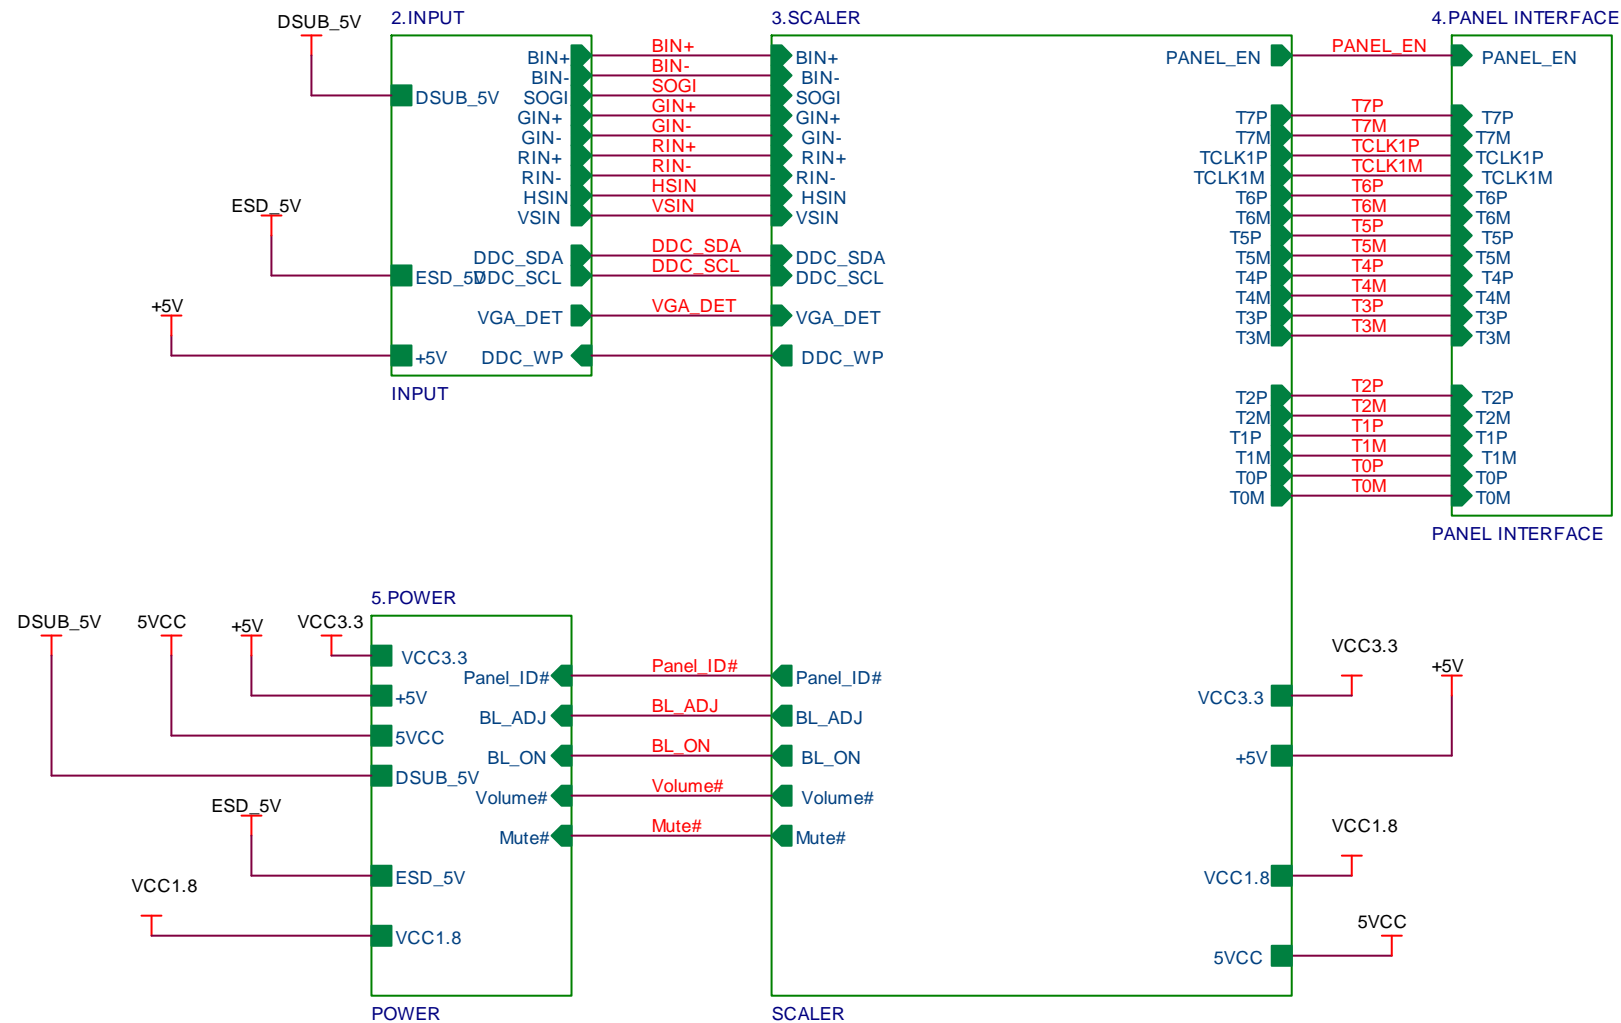 DSUB_5V
2.INPUT
3.SCALER
4.PANEL INTERFACE
BIN+ BIN+ BIN+
BIN- BIN- BIN-
DSUB_5V SOGI SOGI SOGI
GIN+ GIN+ GIN+
GIN- GIN- GIN-
RIN+ RIN+ RIN+
RIN- RIN- RIN-
HSIN HSIN HSIN
VSIN VSIN VSIN
ESD_5V
DDC_SDA DDC_SDA DDC_SDA
ESD_5V DDC_SCL DDC_SCL DDC_SCL
VGA_DET VGA_DET VGA_DET
+5V
+5V DDC_WP DDC_WP
INPUT
PANEL_EN PANEL_EN PANEL_EN
T7P T7P T7P
T7M T7M T7M
TCLK1P TCLK1P TCLK1P
TCLK1M TCLK1M TCLK1M
T6P T6P T6P
T6M T6M T6M
T5P T5P T5P
T5M T5M T5M
T4P T4P T4P
T4M T4M T4M
T3P T3P T3P
T3M T3M T3M
T2P T2P T2P
T2M T2M T2M
T1P T1P T1P
T1M T1M T1M
T0P T0P T0P
T0M T0M T0M
PANEL INTERFACE
5.POWER
DSUB_5V 5VCC +5V VCC3.3
VCC3.3
Panel_ID# Panel_ID# Panel_ID#
+5V
BL_ADJ BL_ADJ BL_ADJ
5VCC
BL_ON BL_ON BL_ON
DSUB_5V
Volume# Volume# Volume#
ESD_5V
Mute# Mute# Mute#
ESD_5V
VCC1.8
VCC1.8
POWER
VCC3.3
+5V
VCC3.3
+5V
VCC1.8
VCC1.8
5VCC
5VCC
SCALER